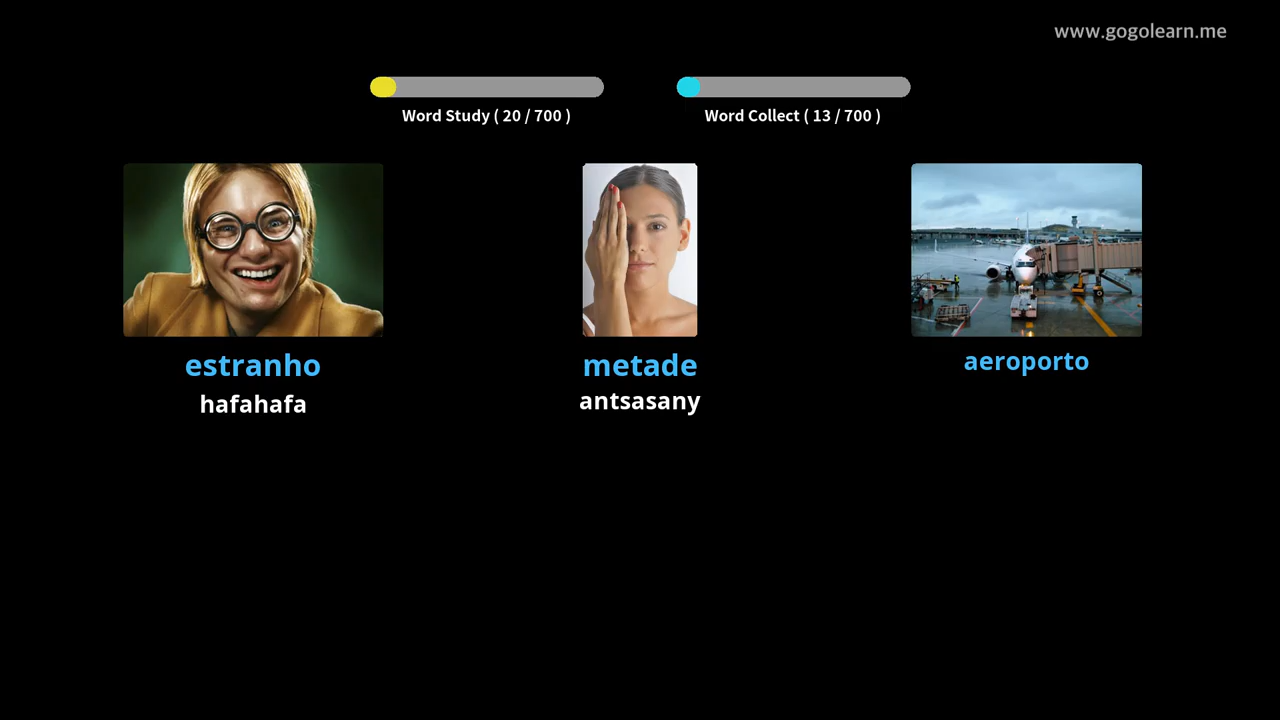 www.gogolearn.me
Word Study ( 20 / 700 )
Word Collect ( 13 / 700 )
estranho
hafahafa
metade
antsasany
aeroporto